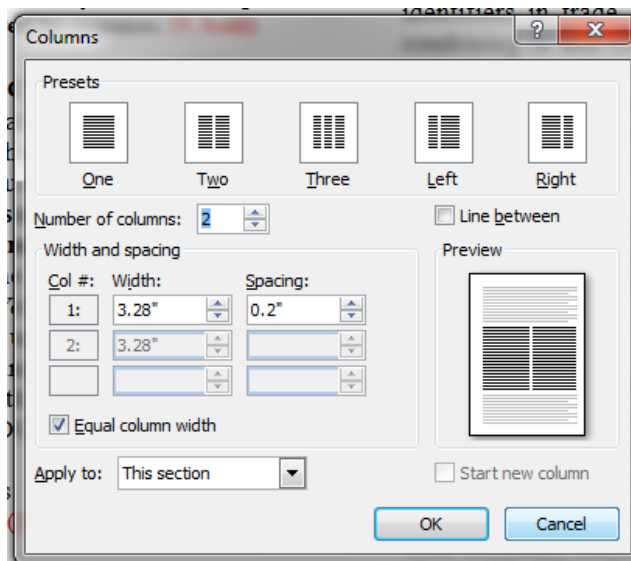 identifiers in trade
Columns
?
Presets
One
Two
Three
Left
Right
Number of columns: 2
Line between
Width and spacing
Preview
Col #: Width: Spacing:
1: 3.28" 0.2"
2: 3.28"
Equal column width
Apply to: This section
Start new column
OK
Cancel